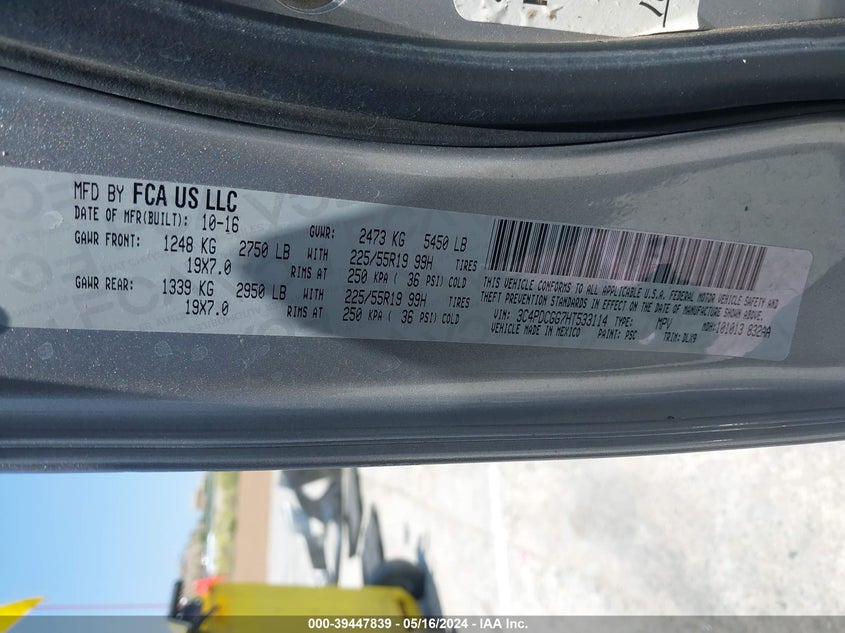 MFD BY FCA US LLC
DATE OF MFR(BUILT): 10-16 GVWR: 2473 KG 5450 LB
GAWR FRONT: 1248 KG 2750 LB WITH 225/55R19 99H TIRES
19X7.0 RIMS AT 250 KPA ( 36 PSI) COLD
GAWR REAR: 1339 KG 2950 LB WITH 225/55R19 99H TIRES
19X7.0 RIMS AT 250 KPA ( 36 PSI) COLD
THIS VEHICLE CONFORMS TO ALL APPLICABLE U.S.A. FEDERAL MOTOR VEHICLE SAFETY AND
THEFT PREVENTION STANDARDS IN EFFECT ON THE DATE OF MANUFACTURE SHOWN ABOVE.
VIN: 3C4PDCGG7HT533114 TYPE: MPV MDH: 101013 832AA
VEHICLE MADE IN MEXICO PAINT: PSC TRIM: DLX9
000-39447839 - 05/16/2024 - IAA Inc.